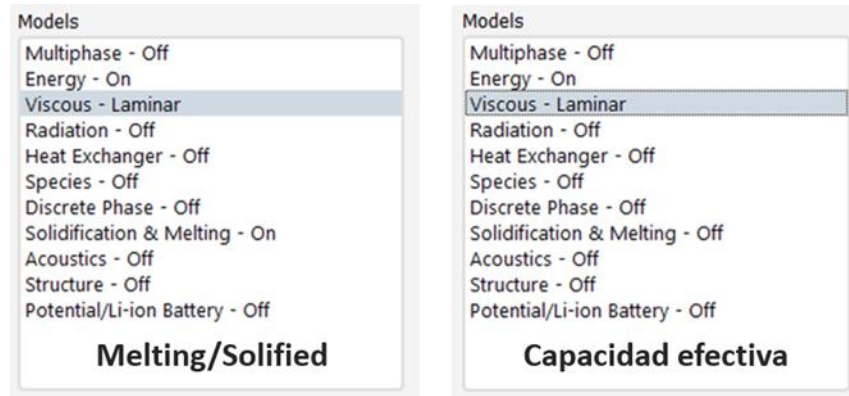 Models
Multiphase - Off
Energy - On
Viscous - Laminar
Radiation - Off
Heat Exchanger - Off
Species - Off
Discrete Phase - Off
Solidification & Melting - On
Acoustics - Off
Structure - Off
Potential/Li-ion Battery - Off
Melting/Solified
Models
Multiphase - Off
Energy - On
Viscous - Laminar
Radiation - Off
Heat Exchanger - Off
Species - Off
Discrete Phase - Off
Solidification & Melting - Off
Acoustics - Off
Structure - Off
Potential/Li-ion Battery - Off
Capacidad efectiva